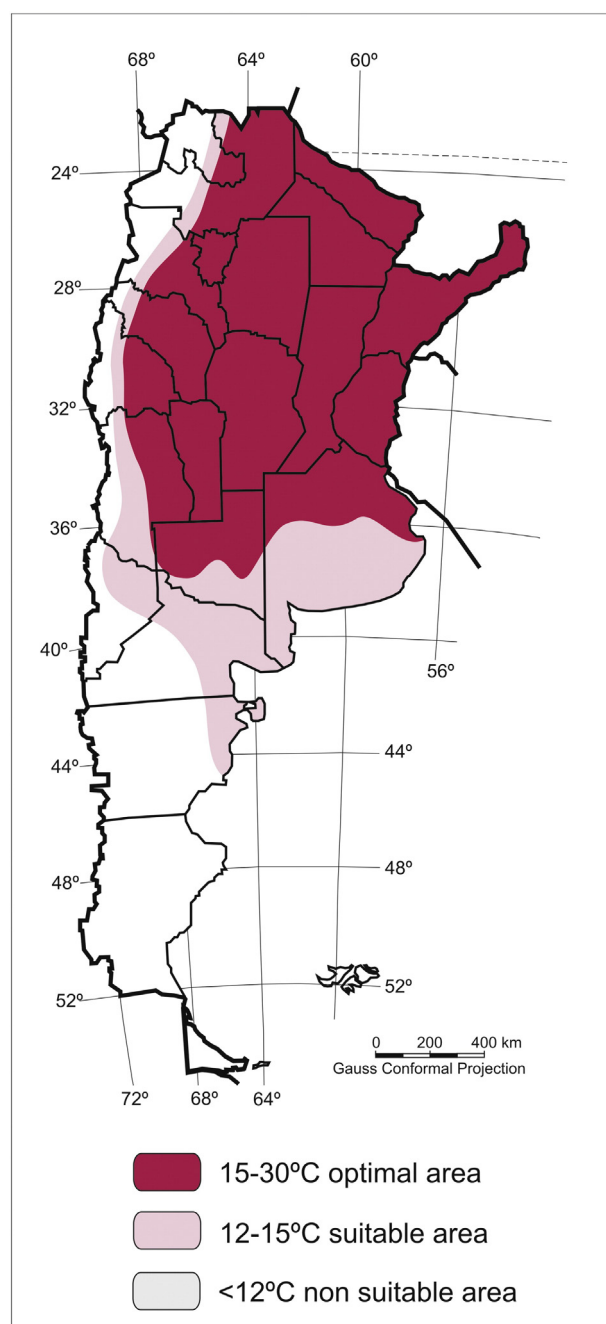 68º 64º 60º
24º
28º
32º
36º
40º
56º
44º
44º
48º
48º
52º
52º
0 200 400 km
Gauss Conformal Projection
72º 68º 64º
15-30ºC optimal area
12-15ºC suitable area
<12ºC non suitable area